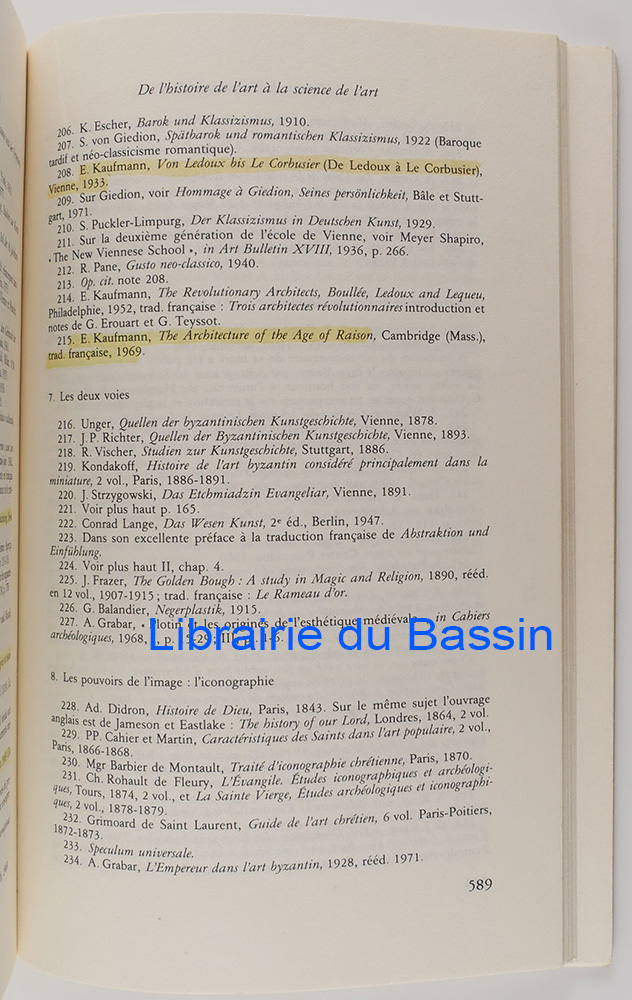 De l'histoire de l'art à la science de l'art
206. K. Escher, Barok und Klassizismus, 1910.
207. S. von Giedion, Spätbarok und romantischen Klassizismus, 1922 (Baroque
tardif et néo-classicisme romantique).
208. E. Kaufmann, Von Ledoux bis Le Corbusier (De Ledoux à Le Corbusier),
Vienne, 1933.
209. Sur Giedion, voir Hommage à Giedion, Seines persönlichkeit, Bâle et Stutt-
gart, 1971.
210. S. Puckler-Limpurg, Der Klassizismus in Deutschen Kunst, 1929.
211. Sur la deuxième génération de l'école de Vienne, voir Meyer Shapiro,
« The New Viennese School », in Art Bulletin XVIII, 1936, p. 266.
212. R. Pane, Gusto neo-classico, 1940.
213. Op. cit. note 208.
214. E. Kaufmann, The Revolutionary Architects, Boullée, Ledoux and Lequeu,
Philadelphie, 1952, trad. française : Trois architectes révolutionnaires introduction et
notes de G. Erouart et G. Teyssot.
215. E. Kaufmann, The Architecture of the Age of Raison, Cambridge (Mass.),
trad. française, 1969.
7. Les deux voies
216. Unger, Quellen der byzantinischen Kunstgeschichte, Vienne, 1878.
217. J.P. Richter, Quellen der Byzantinischen Kunstgeschichte, Vienne, 1893.
218. R. Vischer, Studien zur Kunstgeschichte, Stuttgart, 1886.
219. Kondakoff, Histoire de l'art byzantin considéré principalement dans la
miniature, 2 vol., Paris, 1886-1891.
220. J. Strzygowski, Das Etchmiadzin Evangeliar, Vienne, 1891.
221. Voir plus haut p. 165.
222. Conrad Lange, Das Wesen Kunst, 2e éd., Berlin, 1947.
223. Dans son excellente préface à la traduction française de Abstraktion und
Einfühlung.
224. Voir plus haut II, chap. 4.
225. J. Frazer, The Golden Bough : A study in Magic and Religion, 1890, rééd.
en 12 vol., 1907-1915 ; trad. française : Le Rameau d'or.
226. G. Balandier, Negerplastik, 1915.
227. A. Grabar, « Plotin et les origines de l'esthétique médiévale », in Cahiers
archéologiques, 1968, p. 15-29 ; III, p. 1-6.
Librairie du Bassin
8. Les pouvoirs de l'image : l'iconographie
228. Ad. Didron, Histoire de Dieu, Paris, 1843. Sur le même sujet l'ouvrage
anglais est de Jameson et Eastlake : The history of our Lord, Londres, 1864, 2 vol.
229. PP. Cahier et Martin, Caractéristiques des Saints dans l'art populaire, 2 vol.,
Paris, 1866-1868.
230. Mgr Barbier de Montault, Traité d'iconographie chrétienne, Paris, 1870.
231. Ch. Rohault de Fleury, L'Évangile. Études iconographiques et archéologi-
ques, Tours, 1874, 2 vol., et La Sainte Vierge, Études archéologiques et iconographi-
ques, 2 vol., 1878-1879.
232. Grimoard de Saint Laurent, Guide de l'art chrétien, 6 vol. Paris-Poitiers,
1872-1873.
233. Speculum universale.
234. A. Grabar, L'Empereur dans l'art byzantin, 1928, rééd. 1971.
589